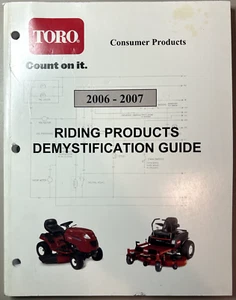 TORO
Consumer Products
Count on it.
2006 - 2007
RIDING PRODUCTS
DEMYSTIFICATION GUIDE